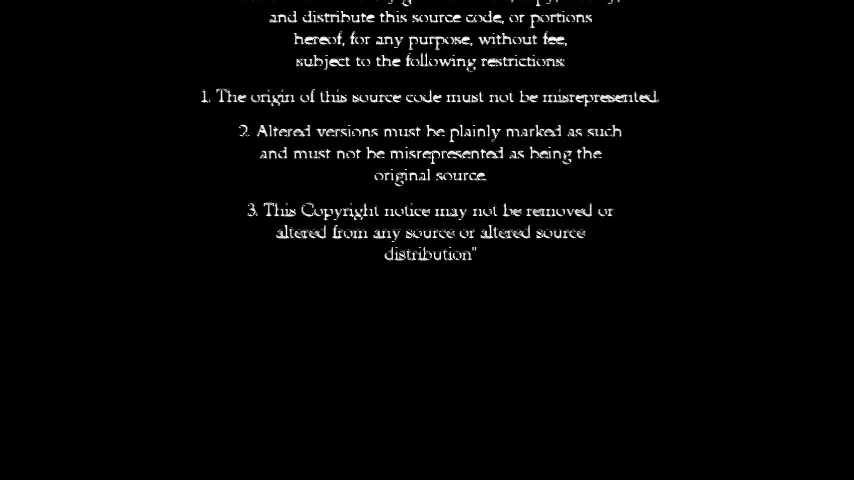 and distribute this source code, or portions
hereof, for any purpose, without fee,
subject to the following restrictions:
1. The origin of this source code must not be misrepresented.
2. Altered versions must be plainly marked as such
and must not be misrepresented as being the
original source.
3. This Copyright notice may not be removed or
altered from any source or altered source
distribution"